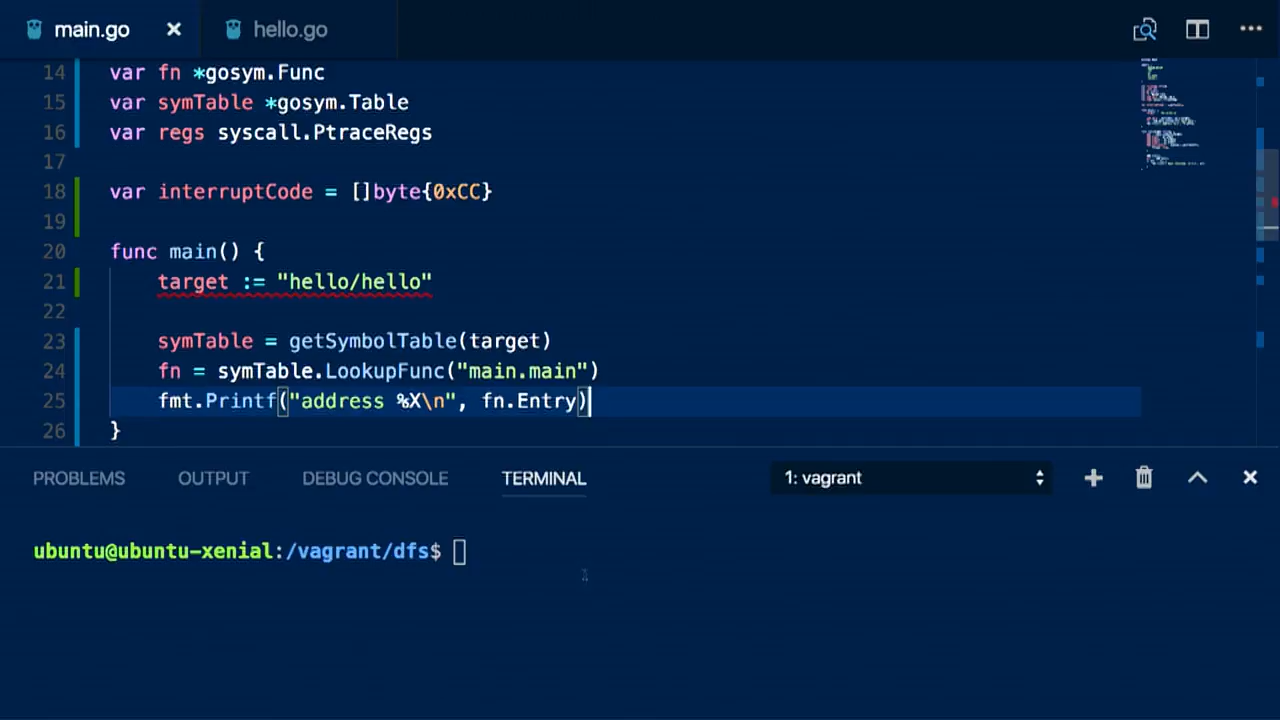 main.go × hello.go
14 var fn *gosym.Func
15 var symTable *gosym.Table
16 var regs syscall.PtraceRegs
17
18 var interruptCode = []byte{0xCC}
19
20 func main() {
21 target := "hello/hello"
22
23 symTable = getSymbolTable(target)
24 fn = symTable.LookupFunc("main.main")
25 fmt.Printf("address %X\n", fn.Entry)
26 }
PROBLEMS OUTPUT DEBUG CONSOLE TERMINAL 1: vagrant
ubuntu@ubuntu-xenial:/vagrant/dfs$